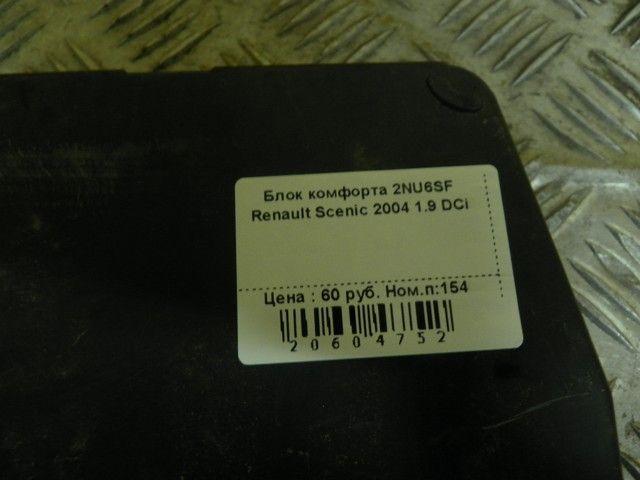 Блок комфорта 2NU6SF
Renault Scenic 2004 1.9 DCi
Цена : 60 руб. Ном.п:154
20604752